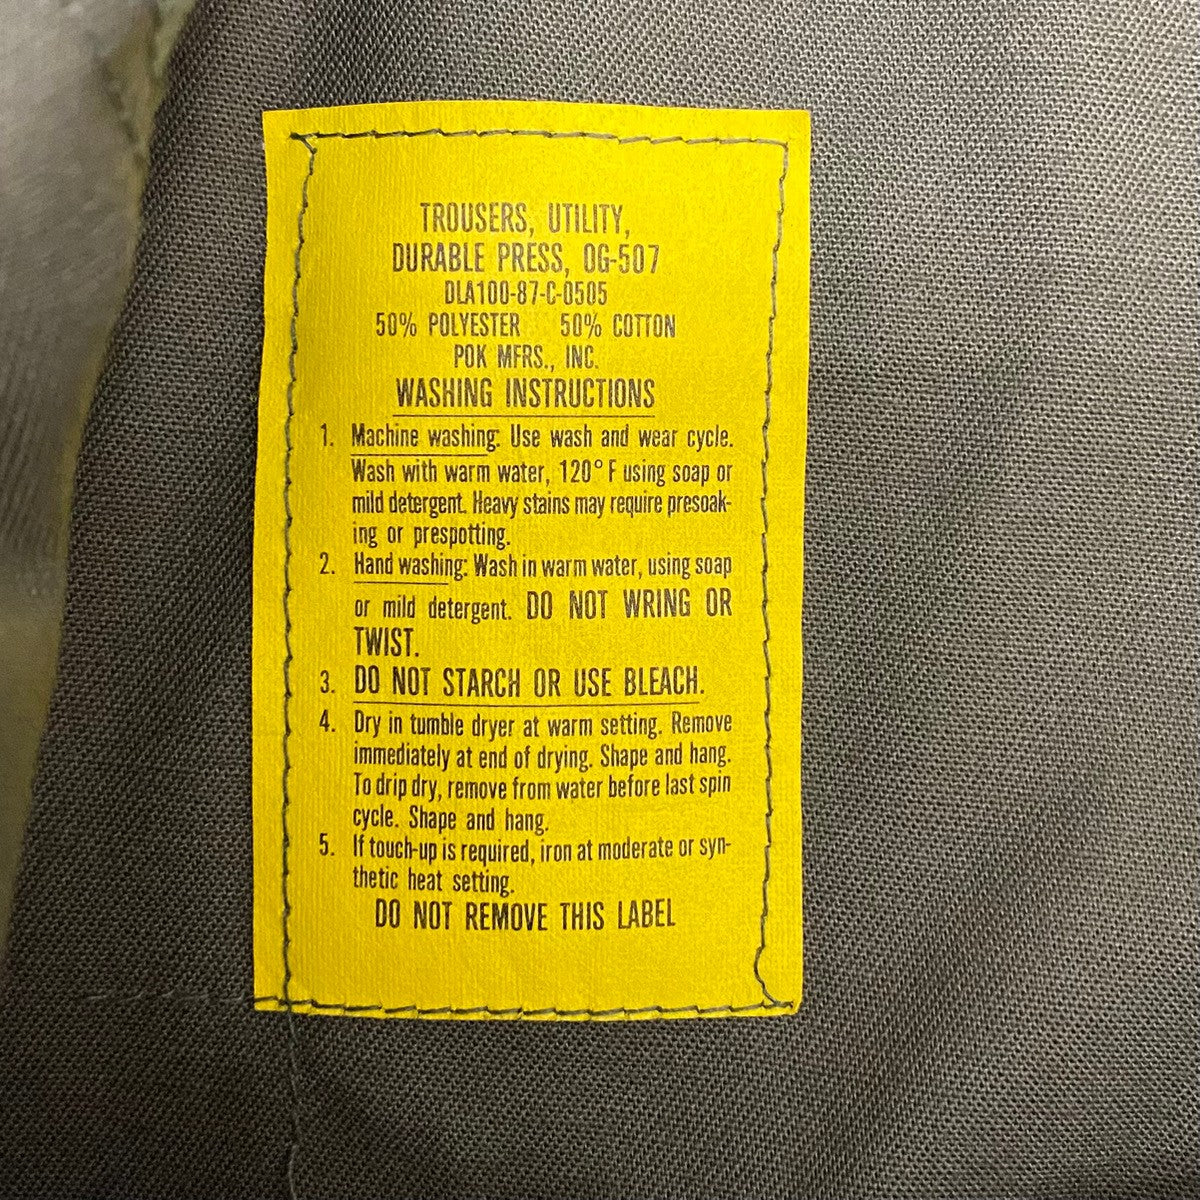 TROUSERS, UTILITY,
DURABLE PRESS, OG-507
DLA100-87-C-0505
50% POLYESTER 50% COTTON
POK MFRS., INC.
WASHING INSTRUCTIONS
1. Machine washing: Use wash and wear cycle.
Wash with warm water, 120° F using soap or
mild detergent. Heavy stains may require presoak-
ing or prespotting.
2. Hand washing: Wash in warm water, using soap
or mild detergent. DO NOT WRING OR
TWIST.
3. DO NOT STARCH OR USE BLEACH.
4. Dry in tumble dryer at warm setting. Remove
immediately at end of drying. Shape and hang.
To drip dry, remove from water before last spin
cycle. Shape and hang.
5. If touch-up is required, iron at moderate or syn-
thetic heat setting.
DO NOT REMOVE THIS LABEL